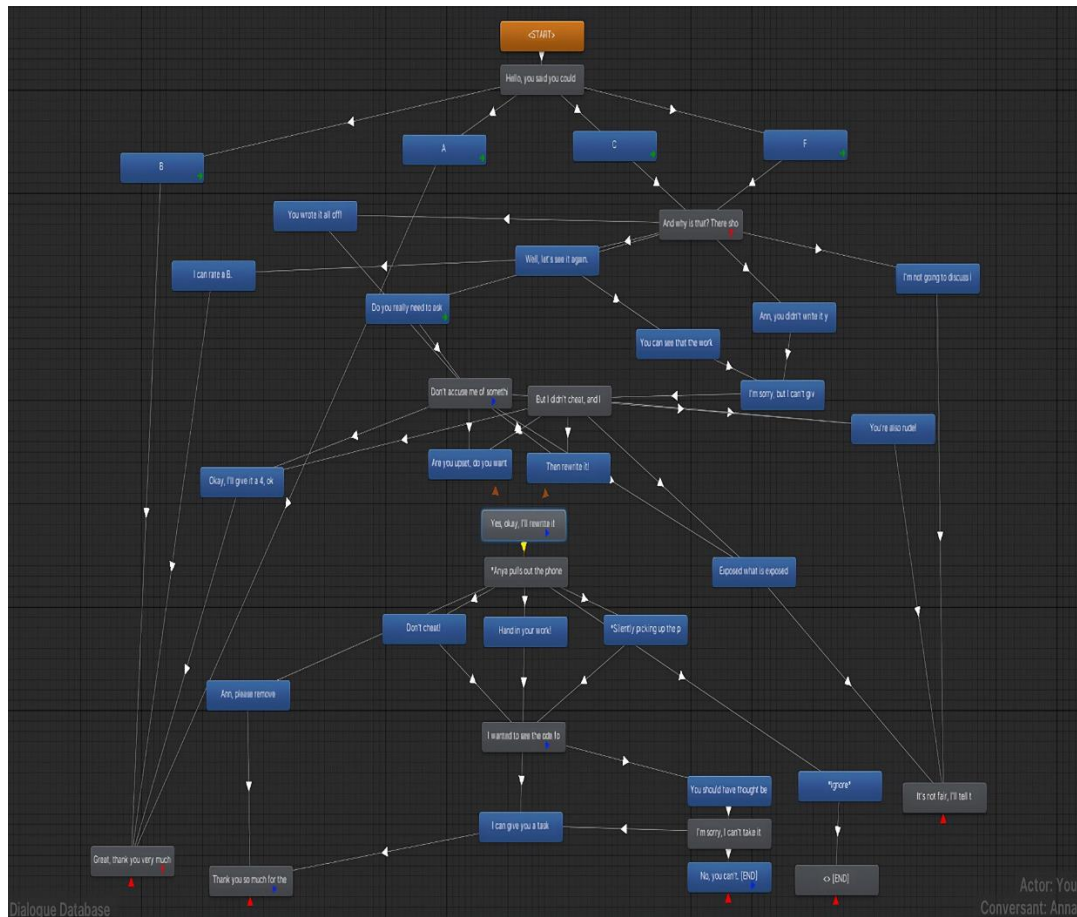 <START>
Hello, you said you could
A
C
F
B
You wrote it all off!
And why is that? There sho
Well, let's see it again.
I can rate a B.
I'm not going to discuss I
Do you really need to ask
Ann, you didn't write it y
You can see that the work
Don't accuse me of somethi
But I didn't cheat, and I
I'm sorry, but I can't giv
You're also rude!
Are you upset, do you want
Then rewrite it!
Okay, I'll give it a 4, ok
Yes, okay, I'll rewrite it
*Anya pulls out the phone
Exposed what is exposed
Don't cheat!
Hand in your work!
*Silently picking up the p
Ann, please remove
I wanted to see the ode fo
You should have thought be
*Ignore*
It's not fair, I'll tell t
I can give you a task
I'm sorry, I can't take it
Great, thank you very much
Thank you so much for the
No, you can't. [END]
<> [END]
Actor: You
Dialogue Database
Conversant: Anna